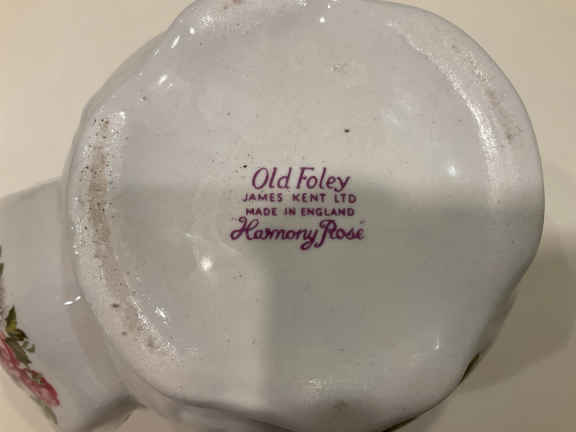 Old Foley
JAMES KENT LTD
MADE IN ENGLAND
Harmony Rose